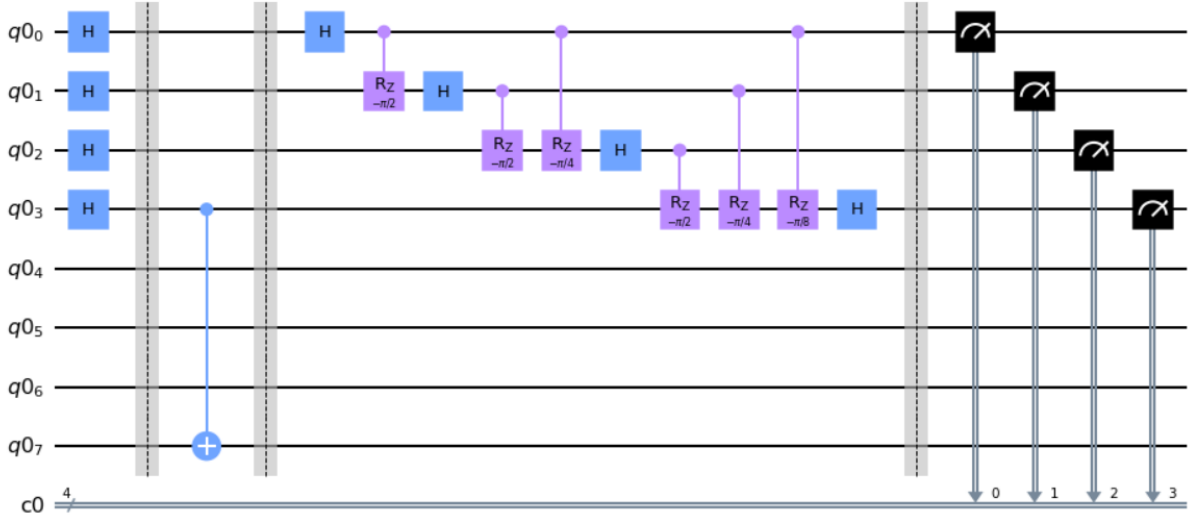 q0₀ H H
q0₁ H R_Z −π/2 H
q0₂ H R_Z −π/2 R_Z −π/4 H
q0₃ H R_Z −π/2 R_Z −π/4 R_Z −π/8 H
q0₄
q0₅
q0₆
q0₇
c0 4 0 1 2 3